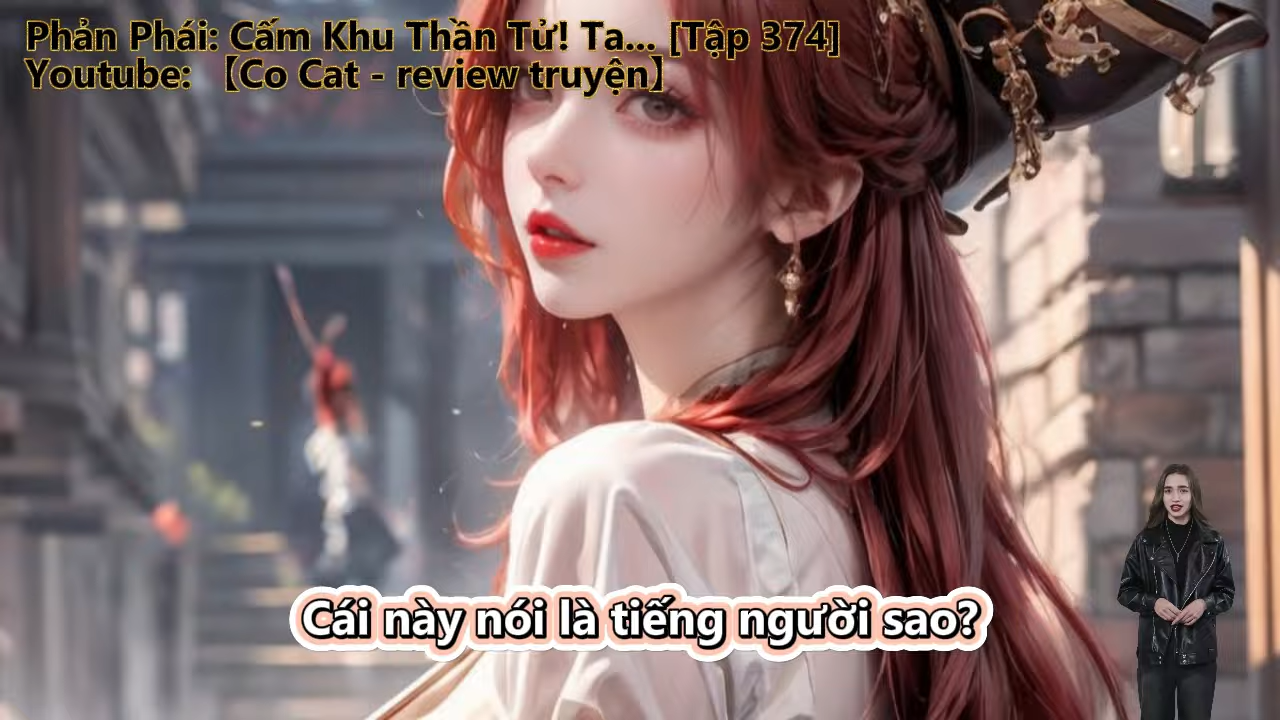 Phản Phái: Cấm Khu Thần Tử! Ta... [Tập 374]
Youtube: 【Co Cat - review truyện】
Cái này nói là tiếng người sao?